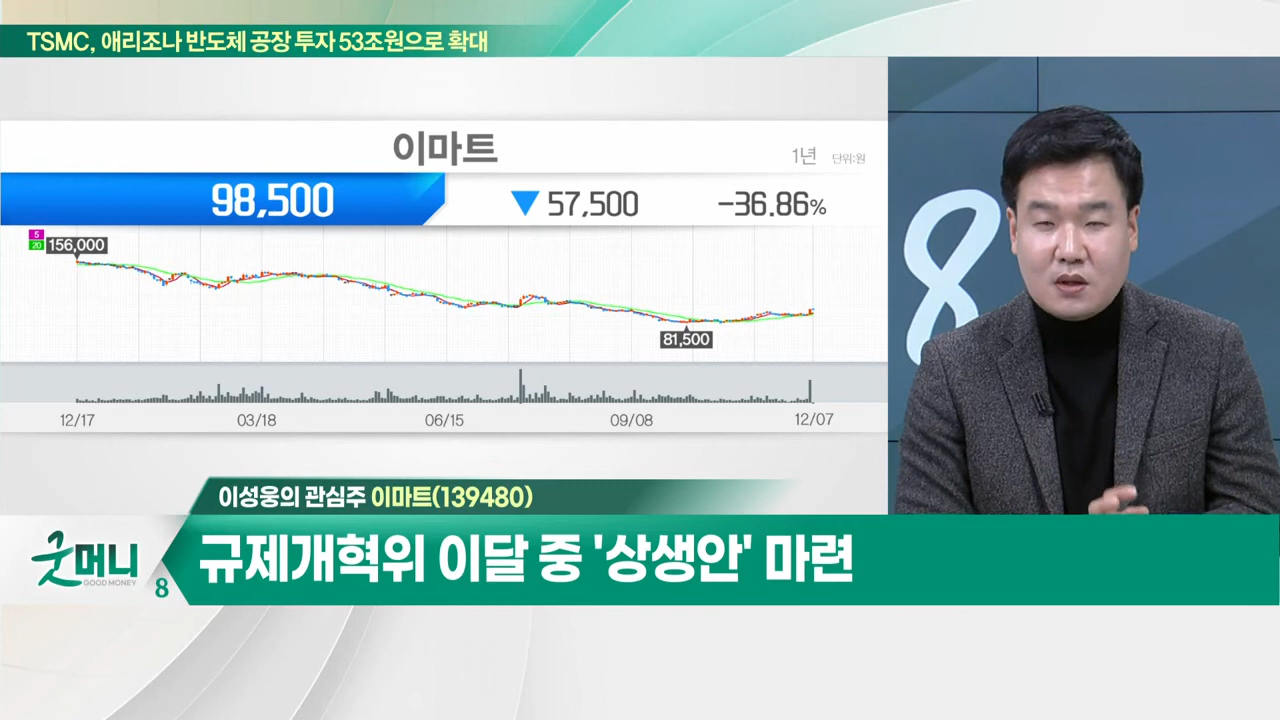 TSMC, 애리조나 반도체 공장 투자 53조원으로 확대
이마트
1년 단위:원
98,500 ▼ 57,500 -36.86%
5
20
156,000
81,500
12/17 03/18 06/15 09/08 12/07
8
이성웅의 관심주 이마트(139480)
규제개혁위 이달 중 '상생안' 마련
굿머니
GOOD MONEY
8